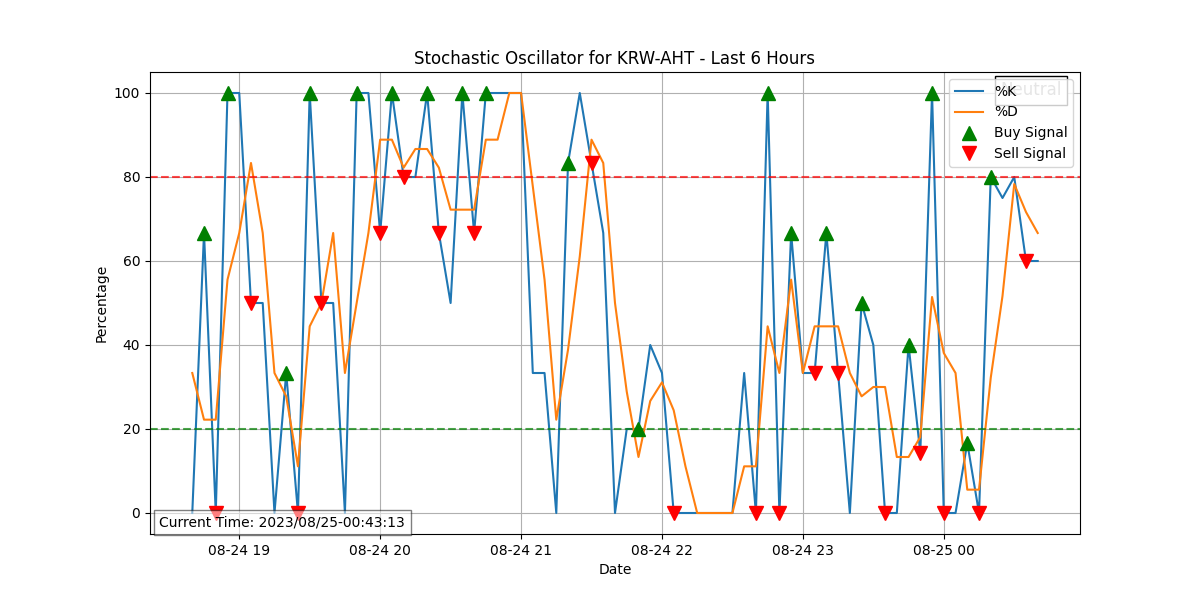 Stochastic Oscillator for KRW-AHT - Last 6 Hours
Neutral
%K
%D
Buy Signal
Sell Signal
Percentage
100
80
60
40
20
0
Current Time: 2023/08/25-00:43:13
08-24 19
08-24 20
08-24 21
08-24 22
08-24 23
08-25 00
Date